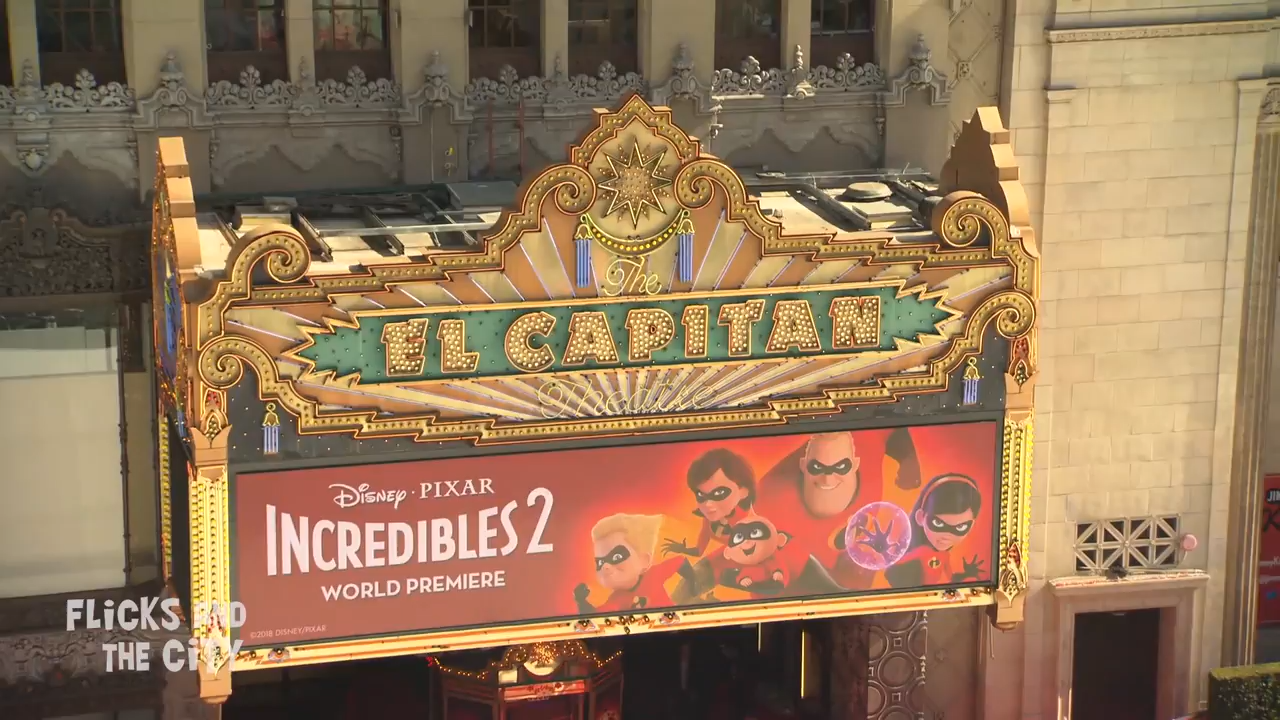 The
EL CAPITAN
Theatre
DISNEY · PIXAR
INCREDIBLES 2
WORLD PREMIERE
©2018 DISNEY/PIXAR
FLICKS AND
THE CITY